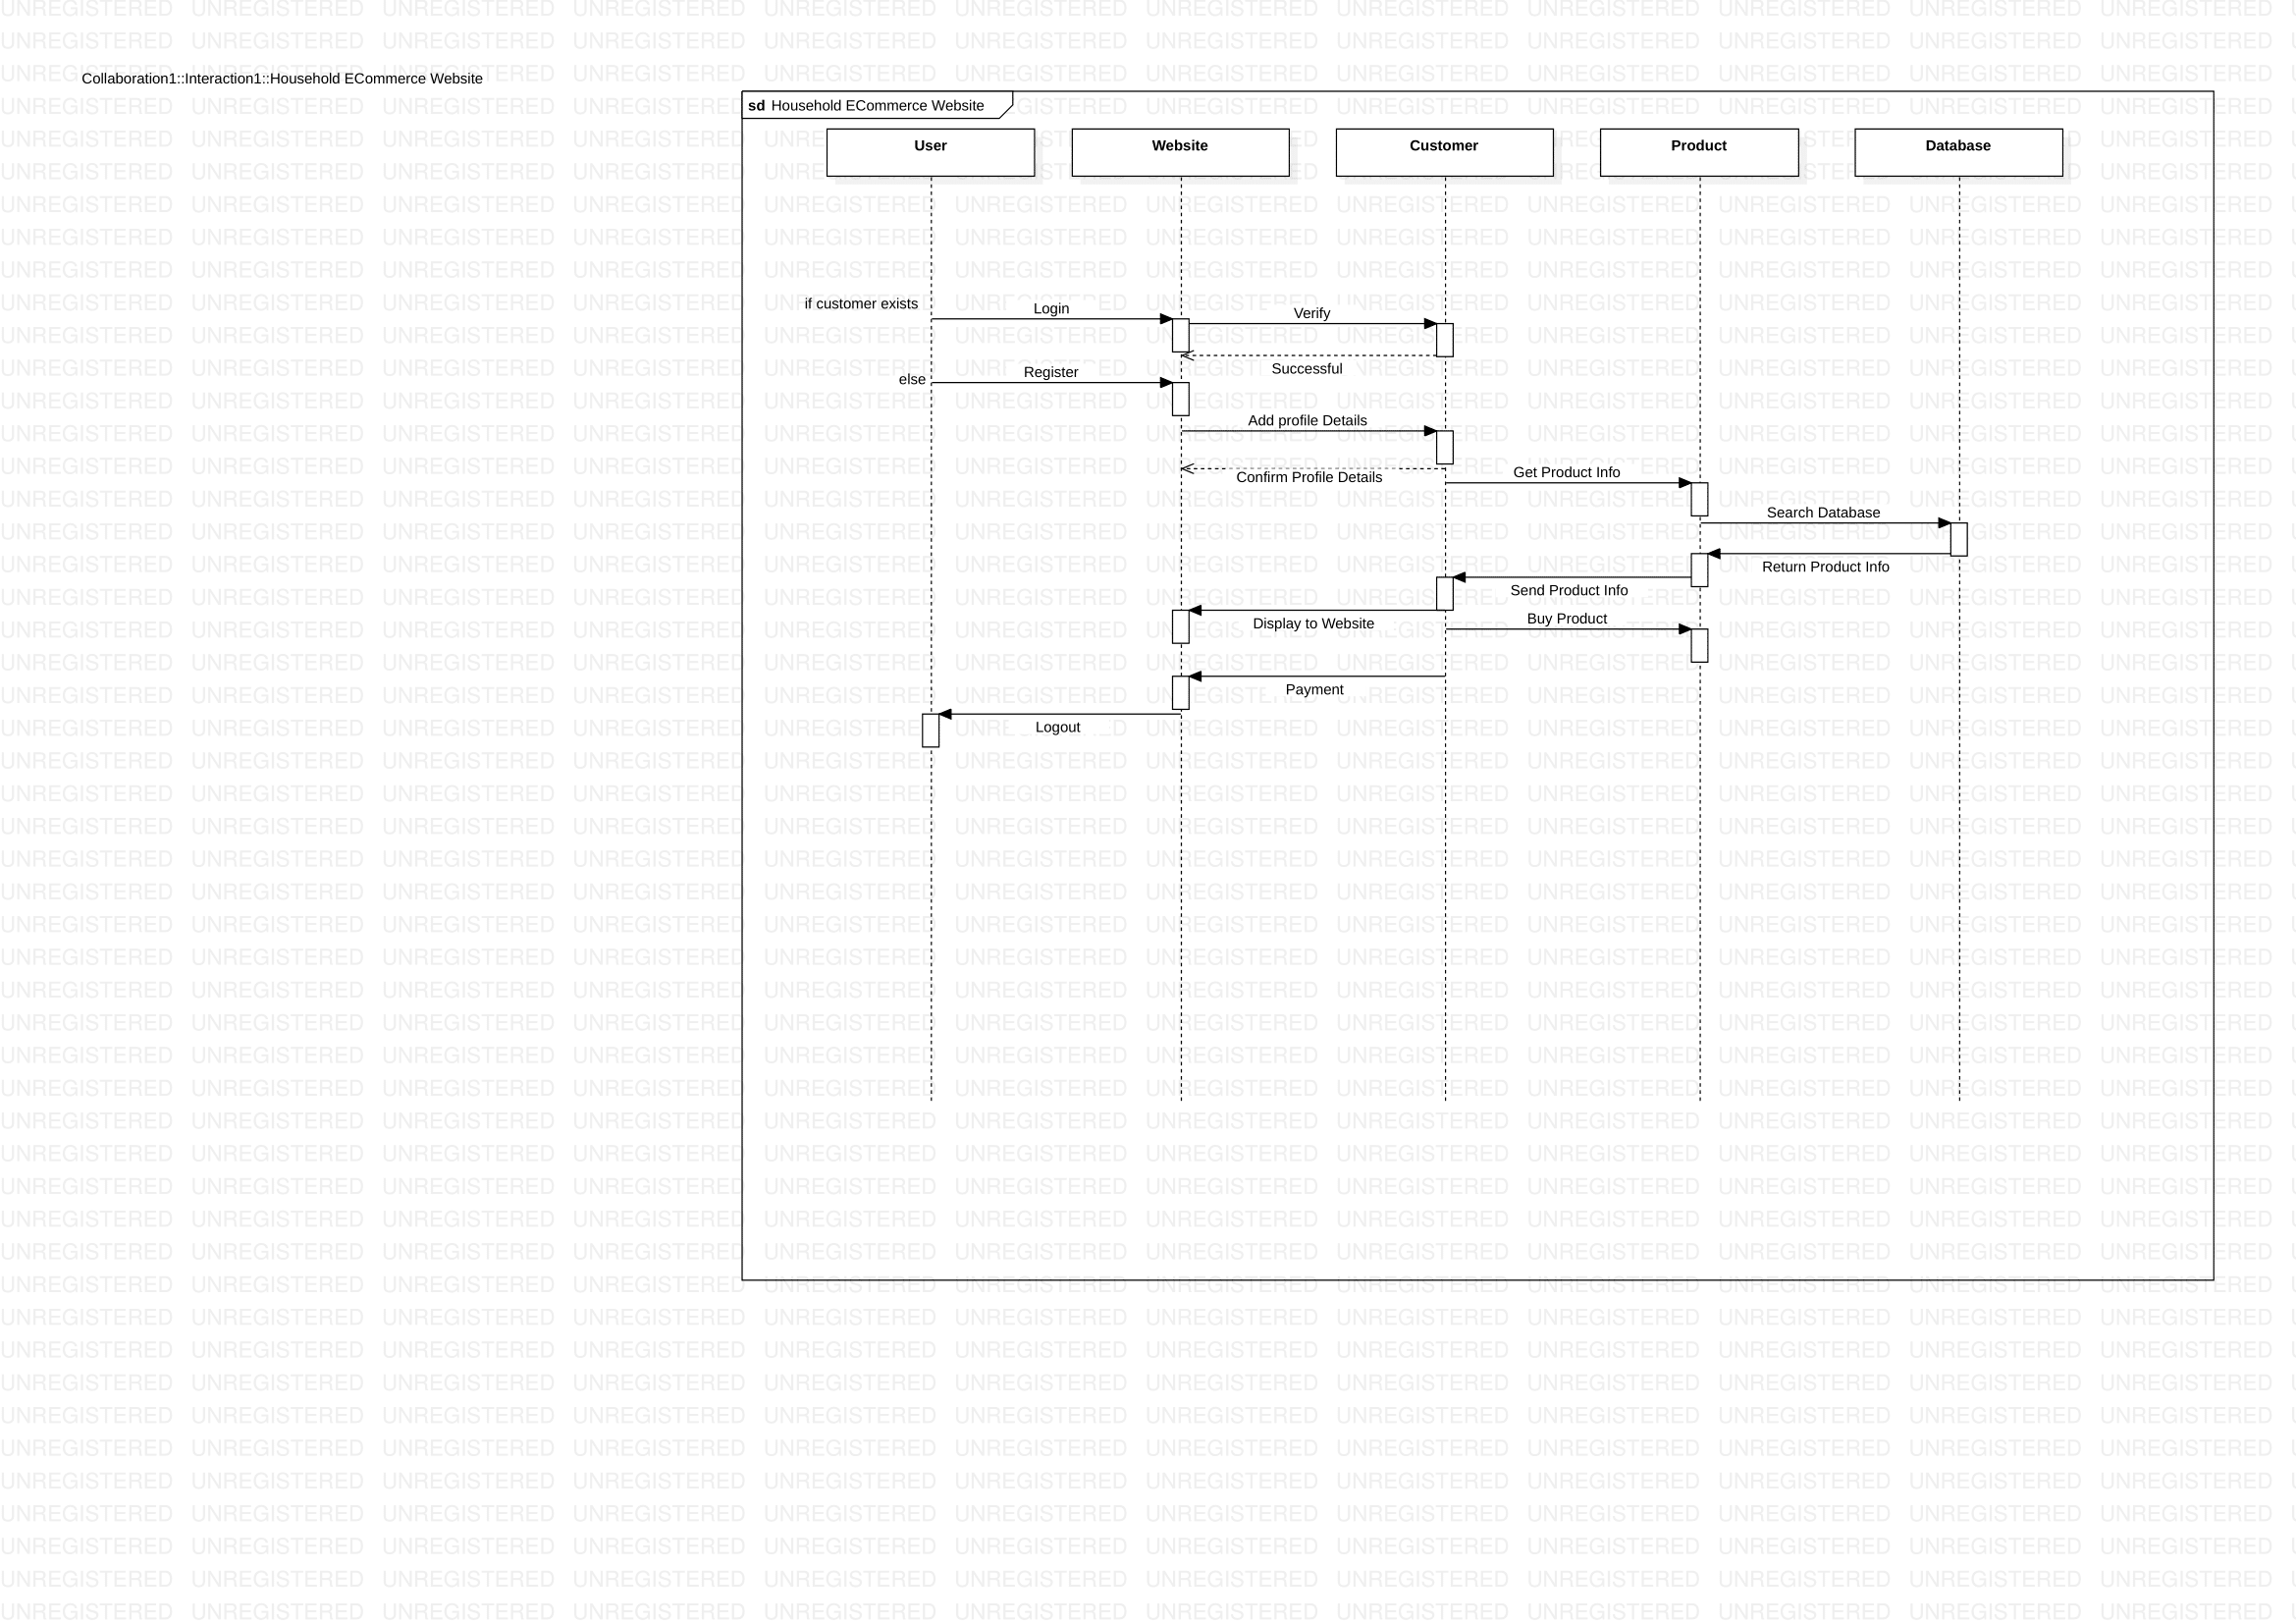 Collaboration1::Interaction1::Household ECommerce Website
sd Household ECommerce Website
User
Website
Customer
Product
Database
if customer exists
Login
Verify
Successful
else
Register
Add profile Details
Confirm Profile Details
Get Product Info
Search Database
Return Product Info
Send Product Info
Display to Website
Buy Product
Payment
Logout
UNREGISTERED